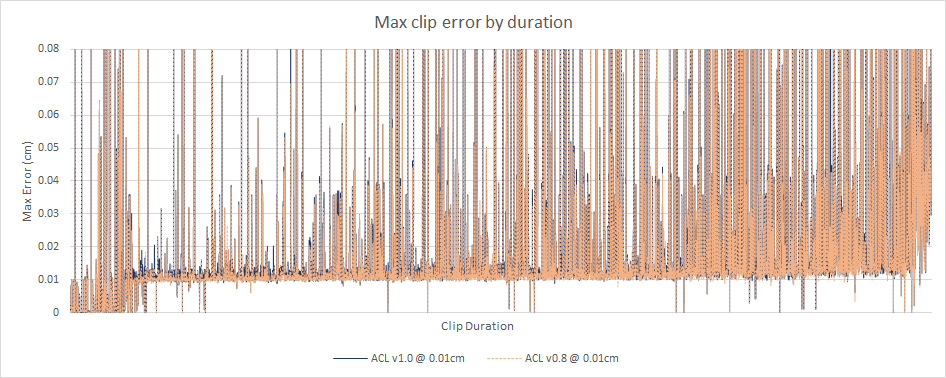 Max clip error by duration
0.08
0.07
0.06
0.05
0.04
0.03
0.02
0.01
0
Max Error (cm)
Clip Duration
ACL v1.0 @ 0.01cm
ACL v0.8 @ 0.01cm